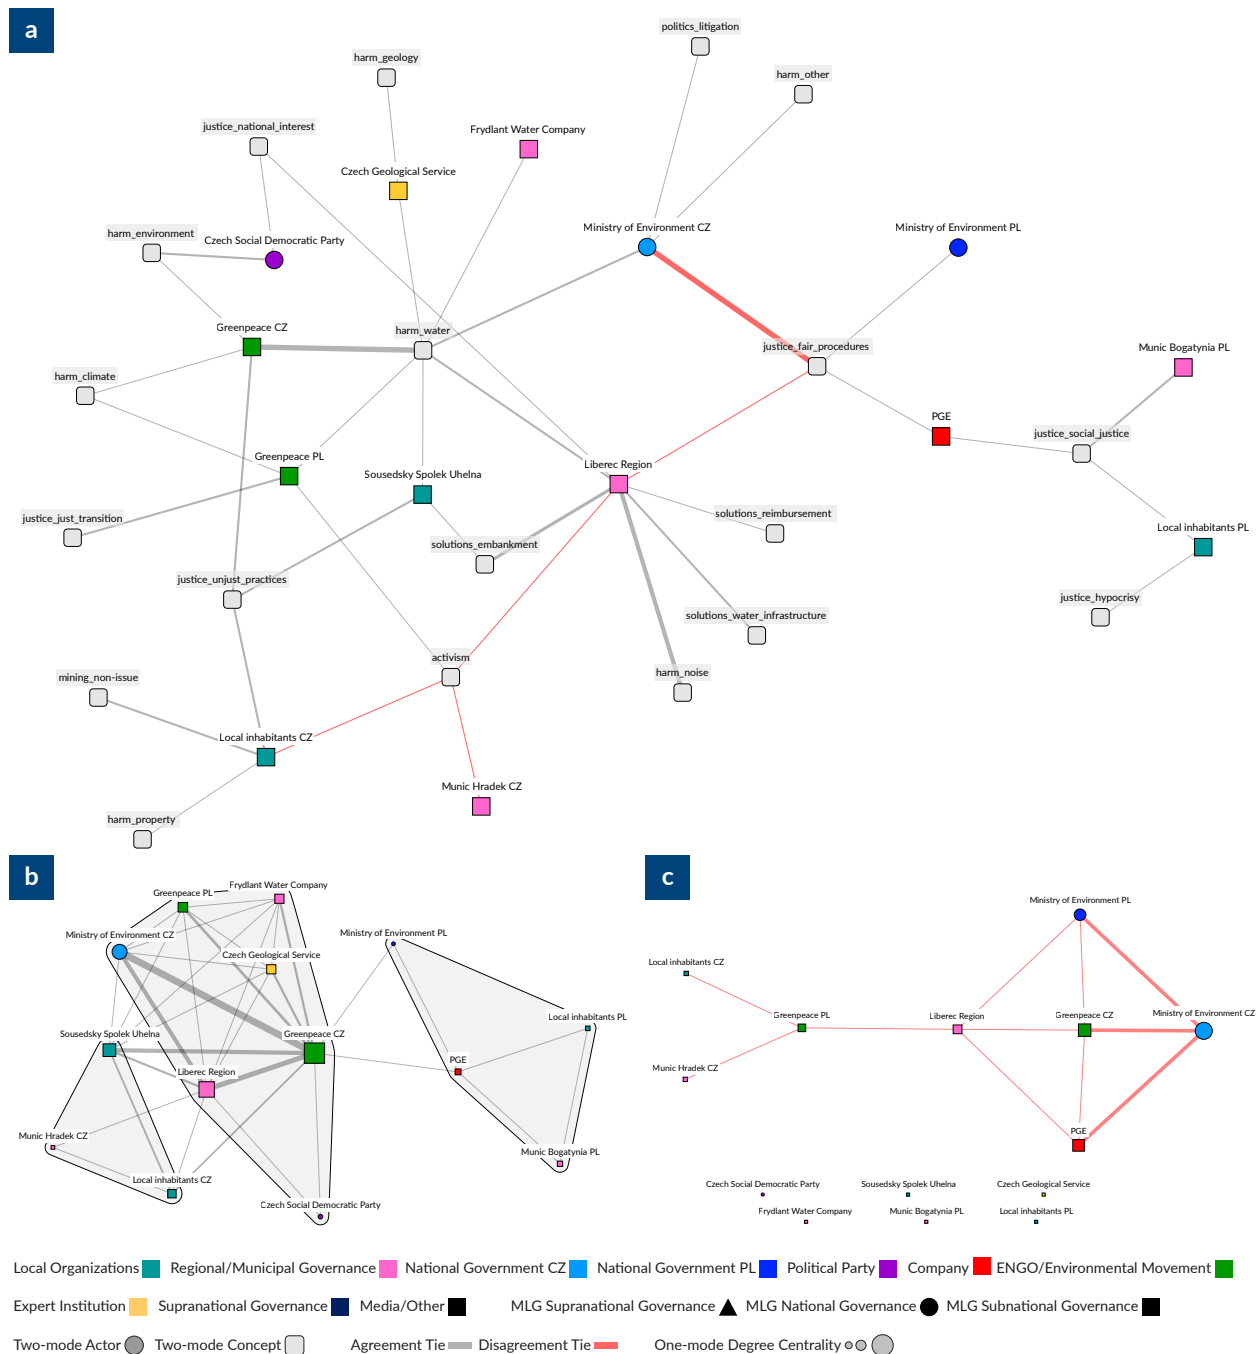 a
politics_litigation
harm_geology
harm_other
justice_national_interest
Frydlant Water Company
Czech Geological Service
harm_environment
Czech Social Democratic Party
Ministry of Environment CZ
Ministry of Environment PL
Greenpeace CZ
harm_water
justice_fair_procedures
Munic Bogatynia PL
harm_climate
PGE
justice_social_justice
Greenpeace PL
Sousedsky Spolek Uhelna
Liberec Region
justice_just_transition
solutions_reimbursement
Local inhabitants PL
solutions_embankment
justice_unjust_practices
justice_hypocrisy
solutions_water_infrastructure
activism
harm_noise
mining_non-issue
Local inhabitants CZ
Munic Hradek CZ
harm_property
b
Frydlant Water Company
Greenpeace PL
Ministry of Environment CZ
Ministry of Environment PL
Czech Geological Service
Local inhabitants PL
Sousedsky Spolek Uhelna
Greenpeace CZ
PGE
Liberec Region
Munic Hradek CZ
Munic Bogatynia PL
Local inhabitants CZ
Czech Social Democratic Party
c
Ministry of Environment PL
Local inhabitants CZ
Greenpeace PL
Liberec Region
Greenpeace CZ
Ministry of Environment CZ
Munic Hradek CZ
PGE
Czech Social Democratic Party
Sousedsky Spolek Uhelna
Czech Geological Service
Frydlant Water Company
Munic Bogatynia PL
Local inhabitants PL
Local Organizations Regional/Municipal Governance National Government CZ National Government PL Political Party Company ENGO/Environmental Movement
Expert Institution Supranational Governance Media/Other MLG Supranational Governance MLG National Governance MLG Subnational Governance
Two-mode Actor Two-mode Concept Agreement Tie Disagreement Tie One-mode Degree Centrality